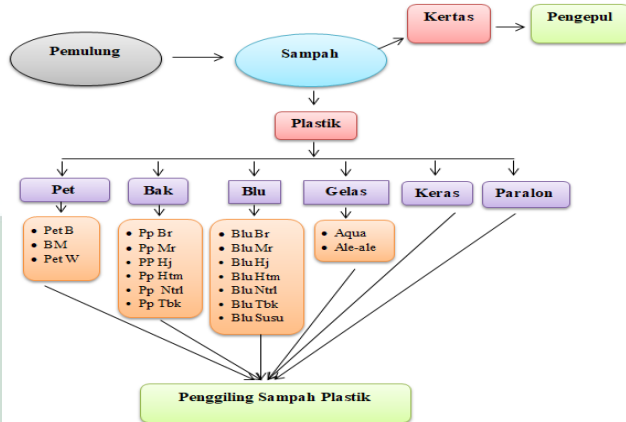 Kertas
Pengepul
Pemulung
Sampah
Plastik
Pet
Bak
Blu
Gelas
Keras
Paralon
Pet B
BM
Pet W
Pp Br
Pp Mr
PP Hj
Pp Htm
Pp Ntrl
Pp Tbk
Blu Br
Blu Mr
Blu Hj
Blu Htm
Blu Ntrl
Blu Tbk
Blu Susu
Aqua
Ale-ale
Penggiling Sampah Plastik